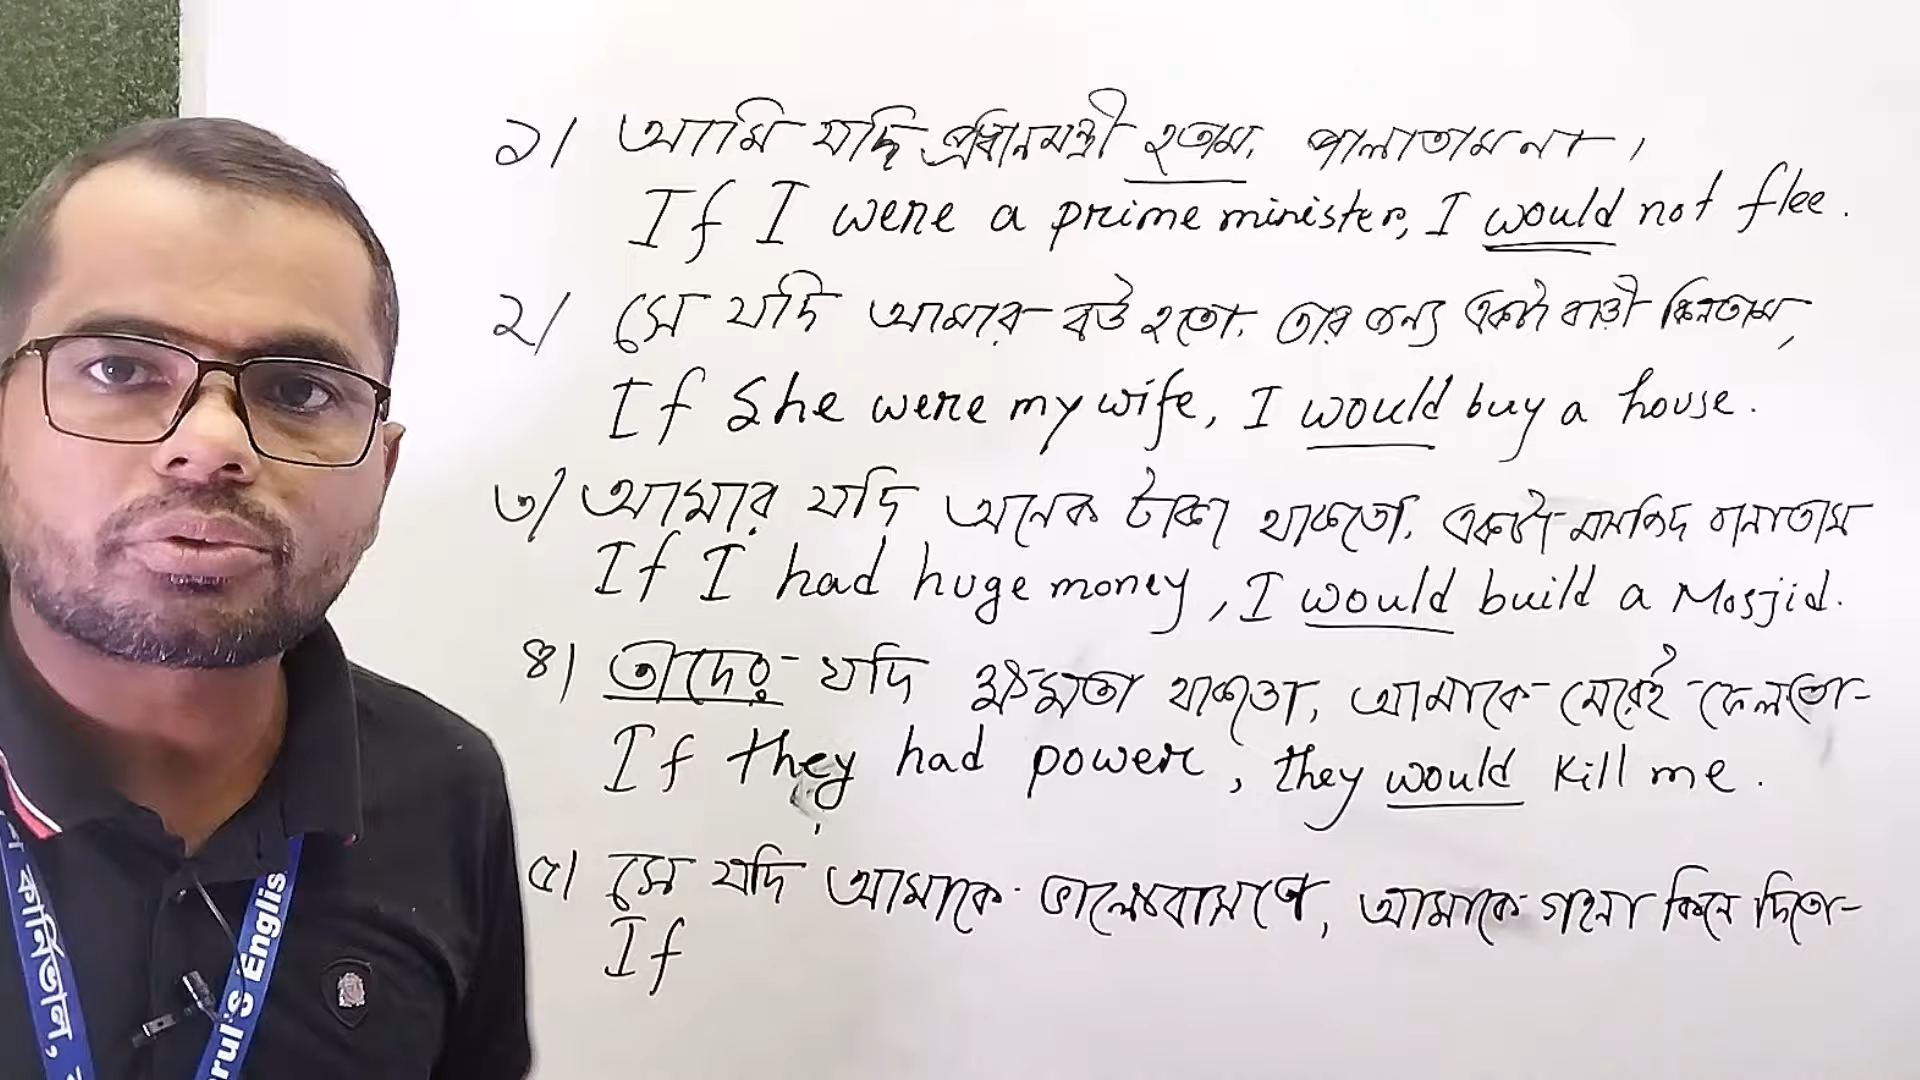 ১। আমি যদি প্রধানমন্ত্রী হতাম, পালাতাম না।
If I were a prime minister, I would not flee.
২। সে যদি আমার বউ হতো, তার জন্য একটা বাড়ী কিনতাম,
If she were my wife, I would buy a house.
৩। আমার যদি অনেক টাকা থাকতো, একটা মসজিদ বানাতাম
If I had huge money, I would build a Mosjid.
৪। তাদের যদি ক্ষমতা থাকতো, আমাকে মেরেই ফেলতো
If they had power, they would kill me.
৫। সে যদি আমাকে ভালোবাসতো, আমাকে গহনা কিনে দিতো
If
কার্নিভাল,
rul's Englis